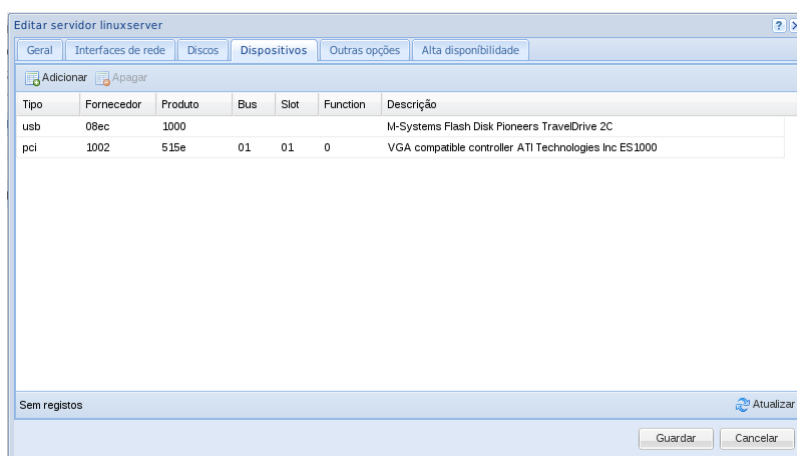 Editar servidor linuxserver ?
Geral Interfaces de rede Discos Dispositivos Outras opções Alta disponíbilidade
Adicionar Apagar
Tipo Fornecedor Produto Bus Slot Function Descrição
usb 08ec 1000 M-Systems Flash Disk Pioneers TravelDrive 2C
pci 1002 515e 01 01 0 VGA compatible controller ATI Technologies Inc ES1000
Sem registos Atualizar
Guardar Cancelar